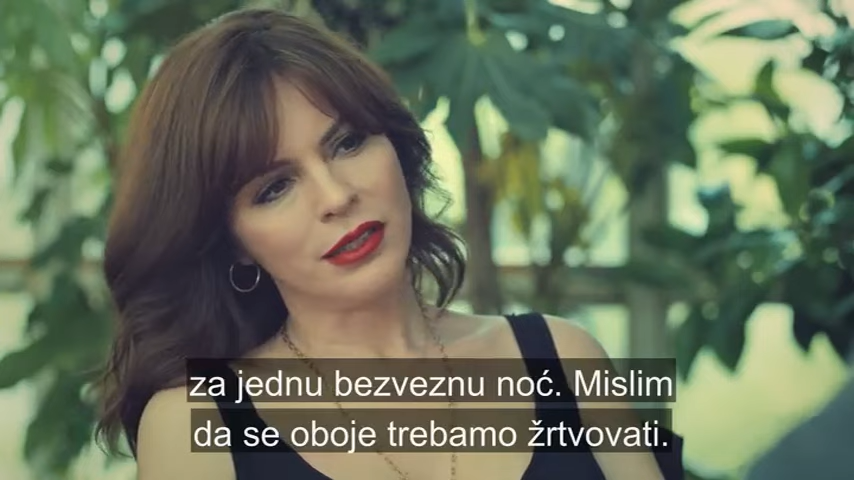 za jednu bezveznu noć. Mislim
da se oboje trebamo žrtvovati.